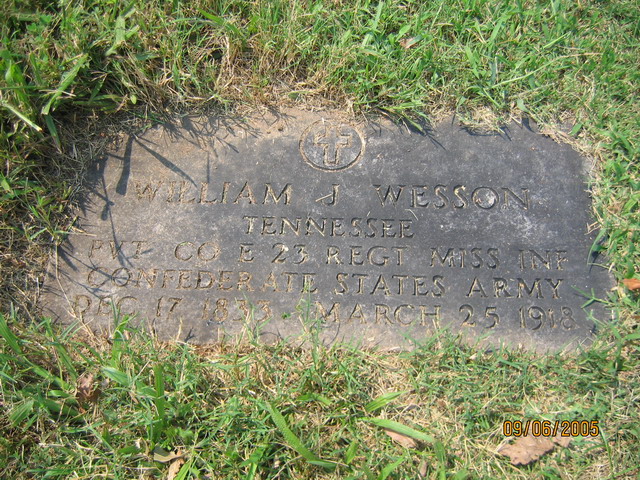 WILLIAM J WESSON
TENNESSEE
PVT CO E 23 REGT MISS INF
CONFEDERATE STATES ARMY
DEC 17 1833 MARCH 25 1918
09/06/2005